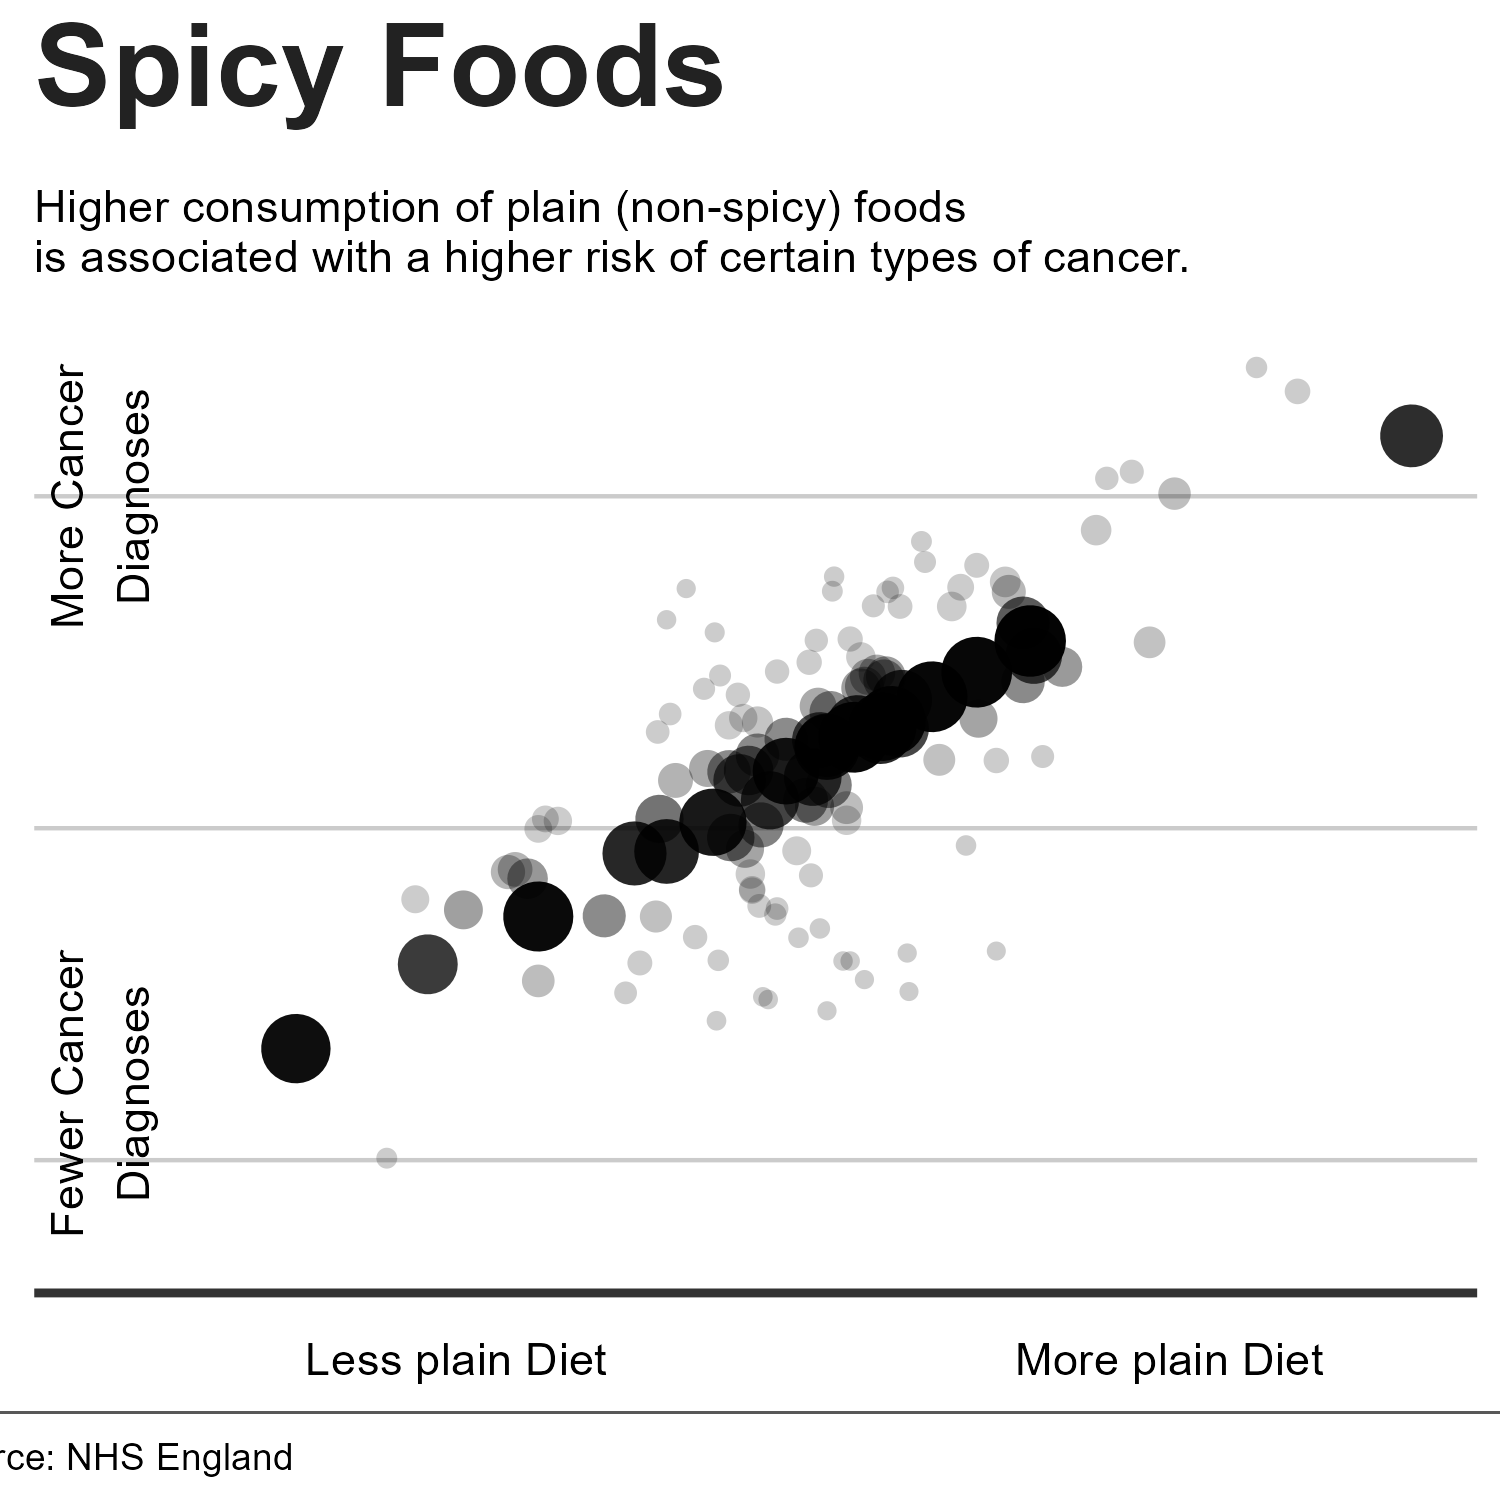 Spicy Foods
Higher consumption of plain (non-spicy) foods
is associated with a higher risk of certain types of cancer.
More Cancer
Diagnoses
Fewer Cancer
Diagnoses
Less plain Diet
More plain Diet
rce: NHS England